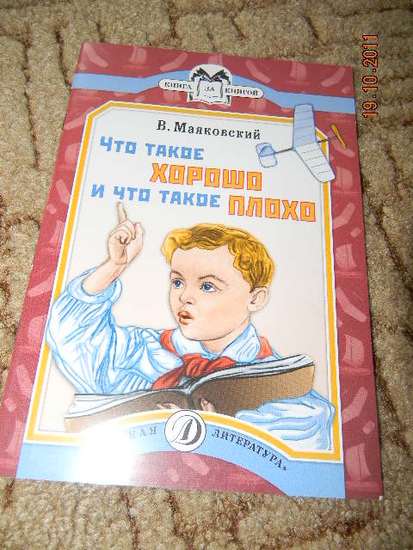 КНИГА ЗА КНИГОЙ
В. Маяковский
Что такое
хорошо
и что такое плохо
Д
ЛИТЕРАТУРА
19.10.2011